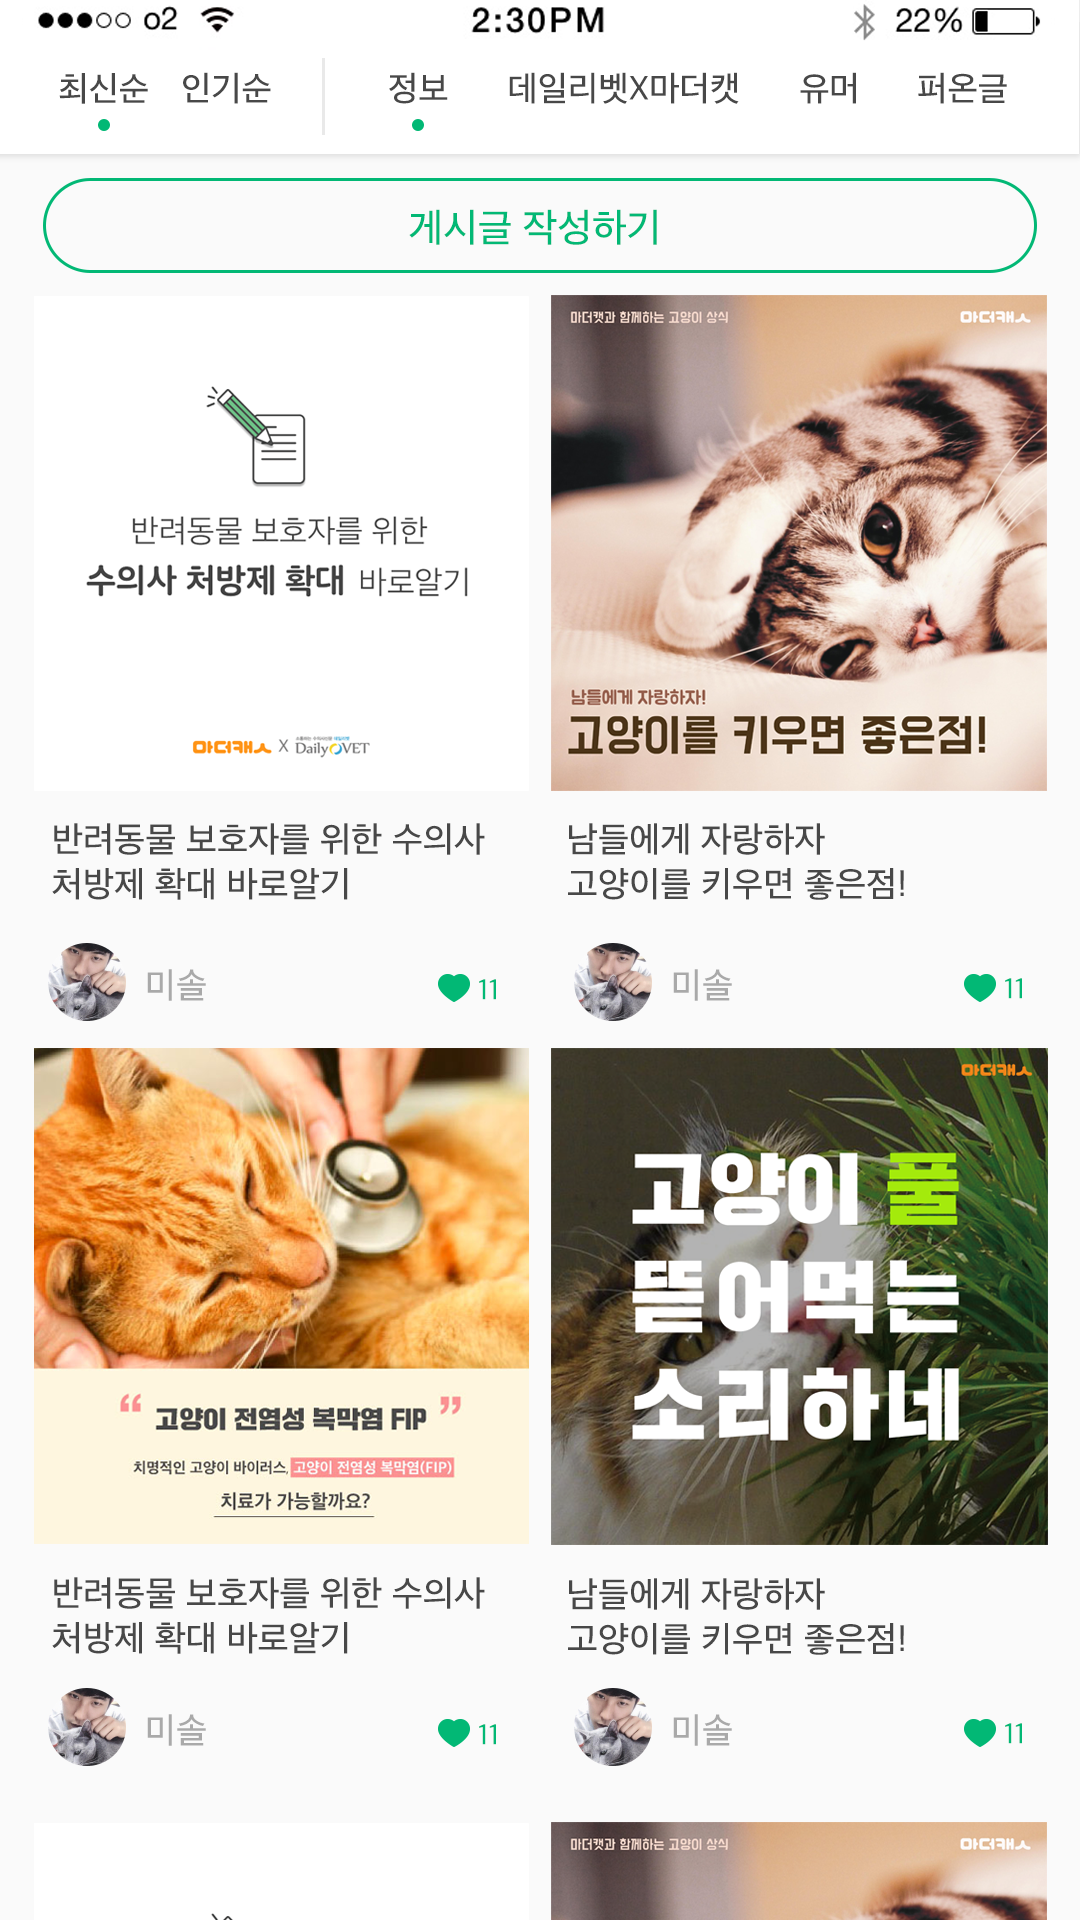 o2 2:30PM 22%
최신순 인기순 정보 데일리벳X마더캣 유머 퍼온글
게시글 작성하기
반려동물 보호자를 위한
수의사 처방제 확대 바로알기
마더캣 X DailyVET
마더캣과 함께하는 고양이 상식
마더캣
남들에게 자랑하자!
고양이를 키우면 좋은점!
반려동물 보호자를 위한 수의사
처방제 확대 바로알기
미솔 11
남들에게 자랑하자
고양이를 키우면 좋은점!
미솔 11
“ 고양이 전염성 복막염 FIP ”
치명적인 고양이 바이러스, 고양이 전염성 복막염(FIP)
치료가 가능할까요?
마더캣
고양이 풀
뜯어먹는
소리하네
반려동물 보호자를 위한 수의사
처방제 확대 바로알기
미솔 11
남들에게 자랑하자
고양이를 키우면 좋은점!
미솔 11
마더캣과 함께하는 고양이 상식
마더캣